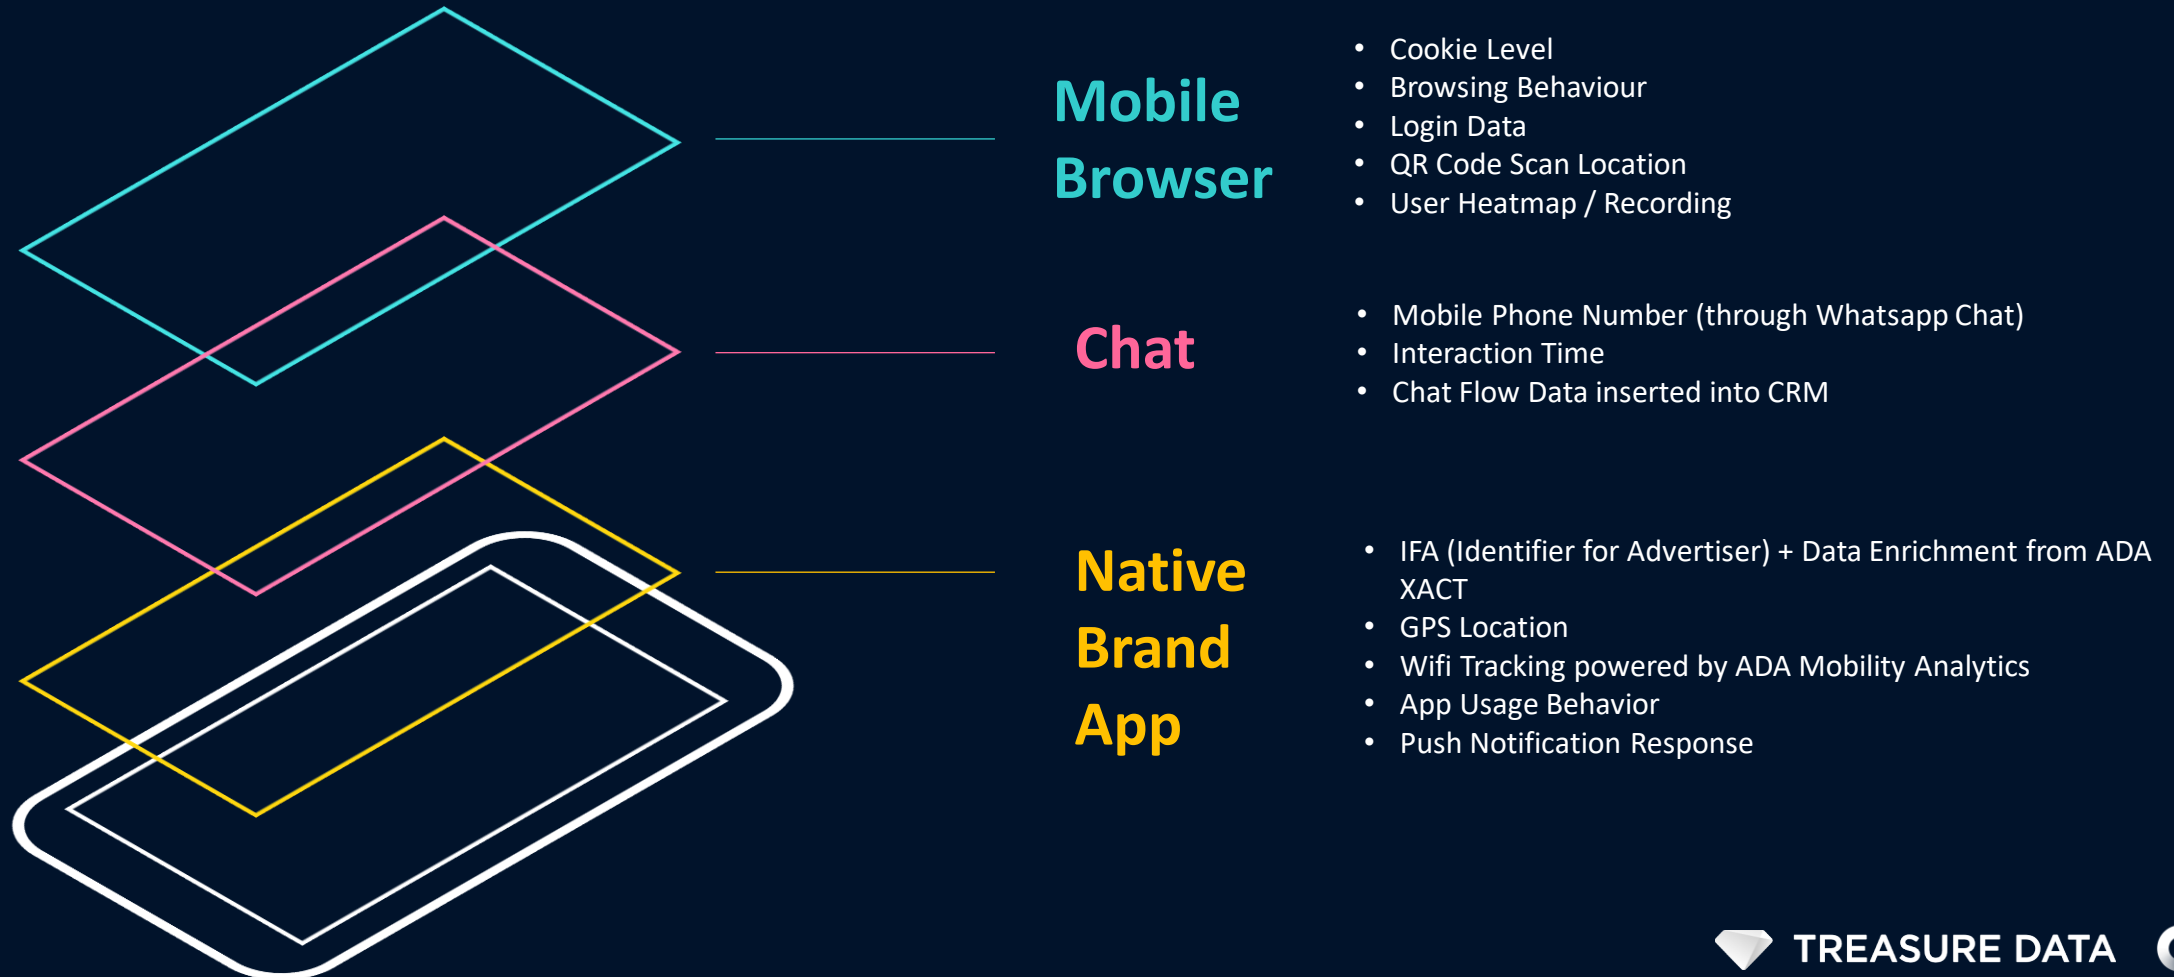 Mobile
Browser
• Cookie Level
• Browsing Behaviour
• Login Data
• QR Code Scan Location
• User Heatmap / Recording
Chat
• Mobile Phone Number (through Whatsapp Chat)
• Interaction Time
• Chat Flow Data inserted into CRM
Native
Brand
App
• IFA (Identifier for Advertiser) + Data Enrichment from ADA
XACT
• GPS Location
• Wifi Tracking powered by ADA Mobility Analytics
• App Usage Behavior
• Push Notification Response
TREASURE DATA